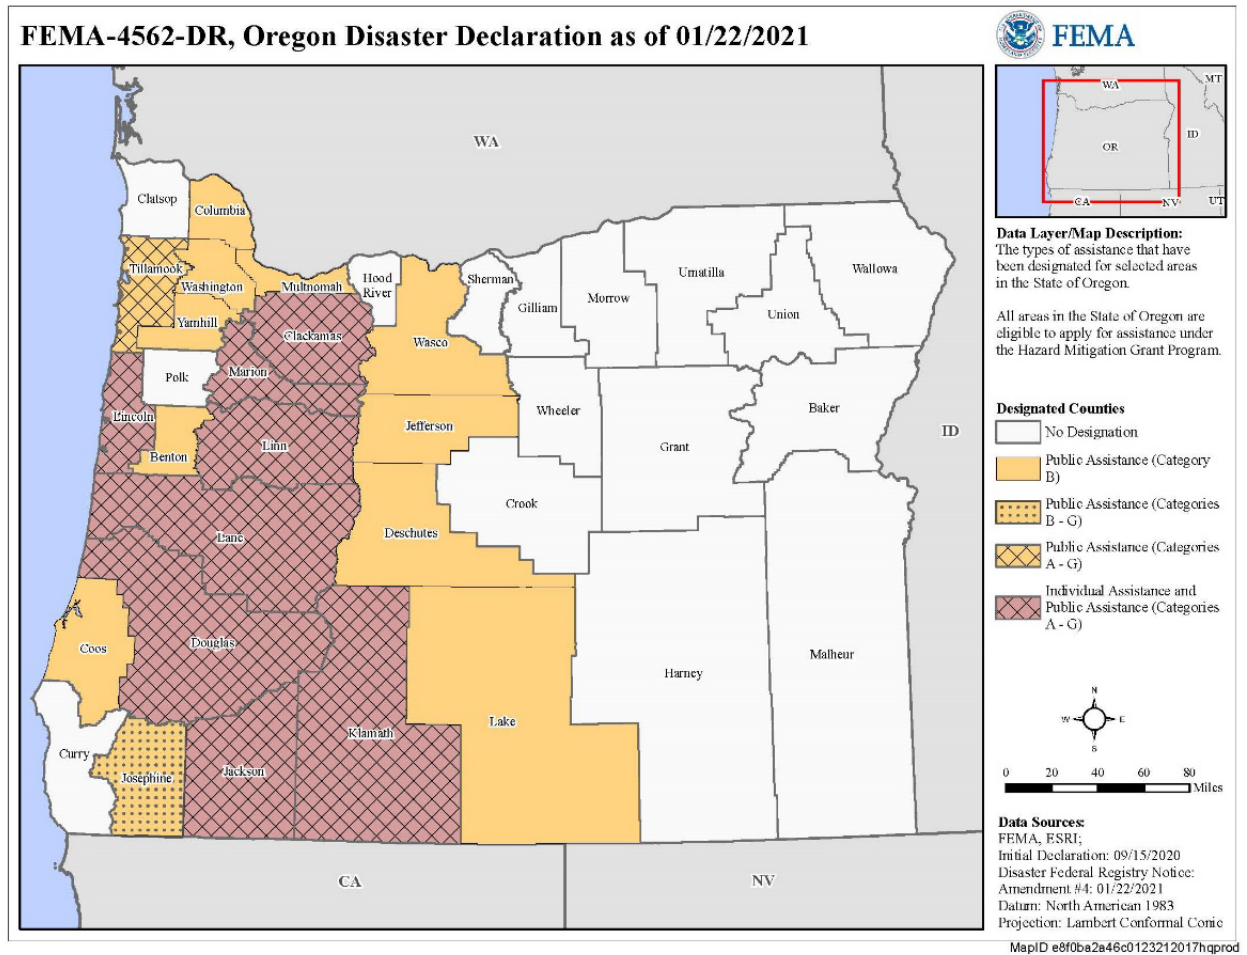 FEMA-4562-DR, Oregon Disaster Declaration as of 01/22/2021
FEMA
WA
MT
OR
ID
CA
NV
UT
Data Layer/Map Description:
The types of assistance that have
been designated for selected areas
in the State of Oregon.
All areas in the State of Oregon are
eligible to apply for assistance under
the Hazard Mitigation Grant Program.
Designated Counties
No Designation
Public Assistance (Category
B)
Public Assistance (Categories
B - G)
Public Assistance (Categories
A - G)
Individual Assistance and
Public Assistance (Categories
A - G)
N
W
E
S
0 20 40 60 80
Miles
Data Sources:
FEMA, ESRI;
Initial Declaration: 09/15/2020
Disaster Federal Registry Notice:
Amendment #4: 01/22/2021
Datum: North American 1983
Projection: Lambert Conformal Conic
MapID e8f0ba2a46c0123212017hqprod
WA
Clatsop
Columbia
Tillamook
Washington
Multnomah
Hood
River
Sherman
Gilliam
Morrow
Umatilla
Union
Wallowa
Yamhill
Clackamas
Wasco
Polk
Marion
Lincoln
Benton
Linn
Jefferson
Wheeler
Grant
Baker
ID
Crook
Lane
Deschutes
Coos
Douglas
Harney
Malheur
Curry
Josephine
Jackson
Klamath
Lake
CA
NV